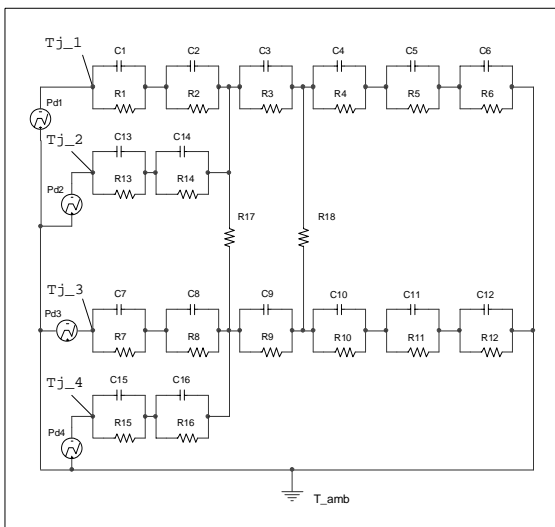 Tj_1
C1 C2 C3 C4 C5 C6
R1 R2 R3 R4 R5 R6
Pd1
Tj_2
C13 C14
R13 R14
Pd2
R17 R18
Tj_3
C7 C8 C9 C10 C11 C12
Pd3
R7 R8 R9 R10 R11 R12
Tj_4
C15 C16
R15 R16
Pd4
T_amb